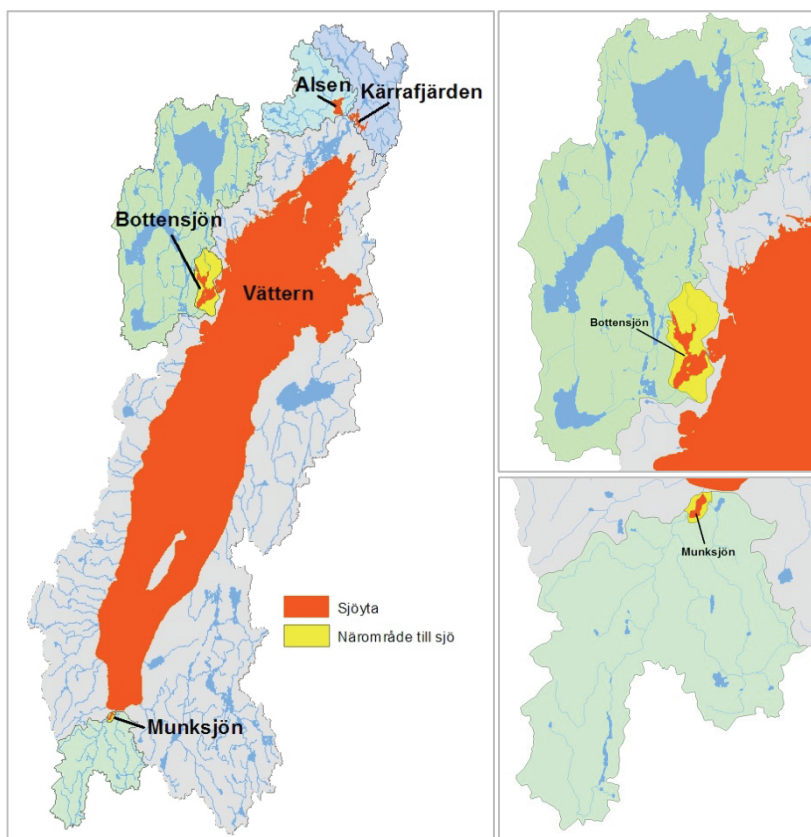 Alsen
Kärrafjärden
Bottensjön
Vättern
Sjöyta
Närområde till sjö
Munksjön
Bottensjön
Munksjön